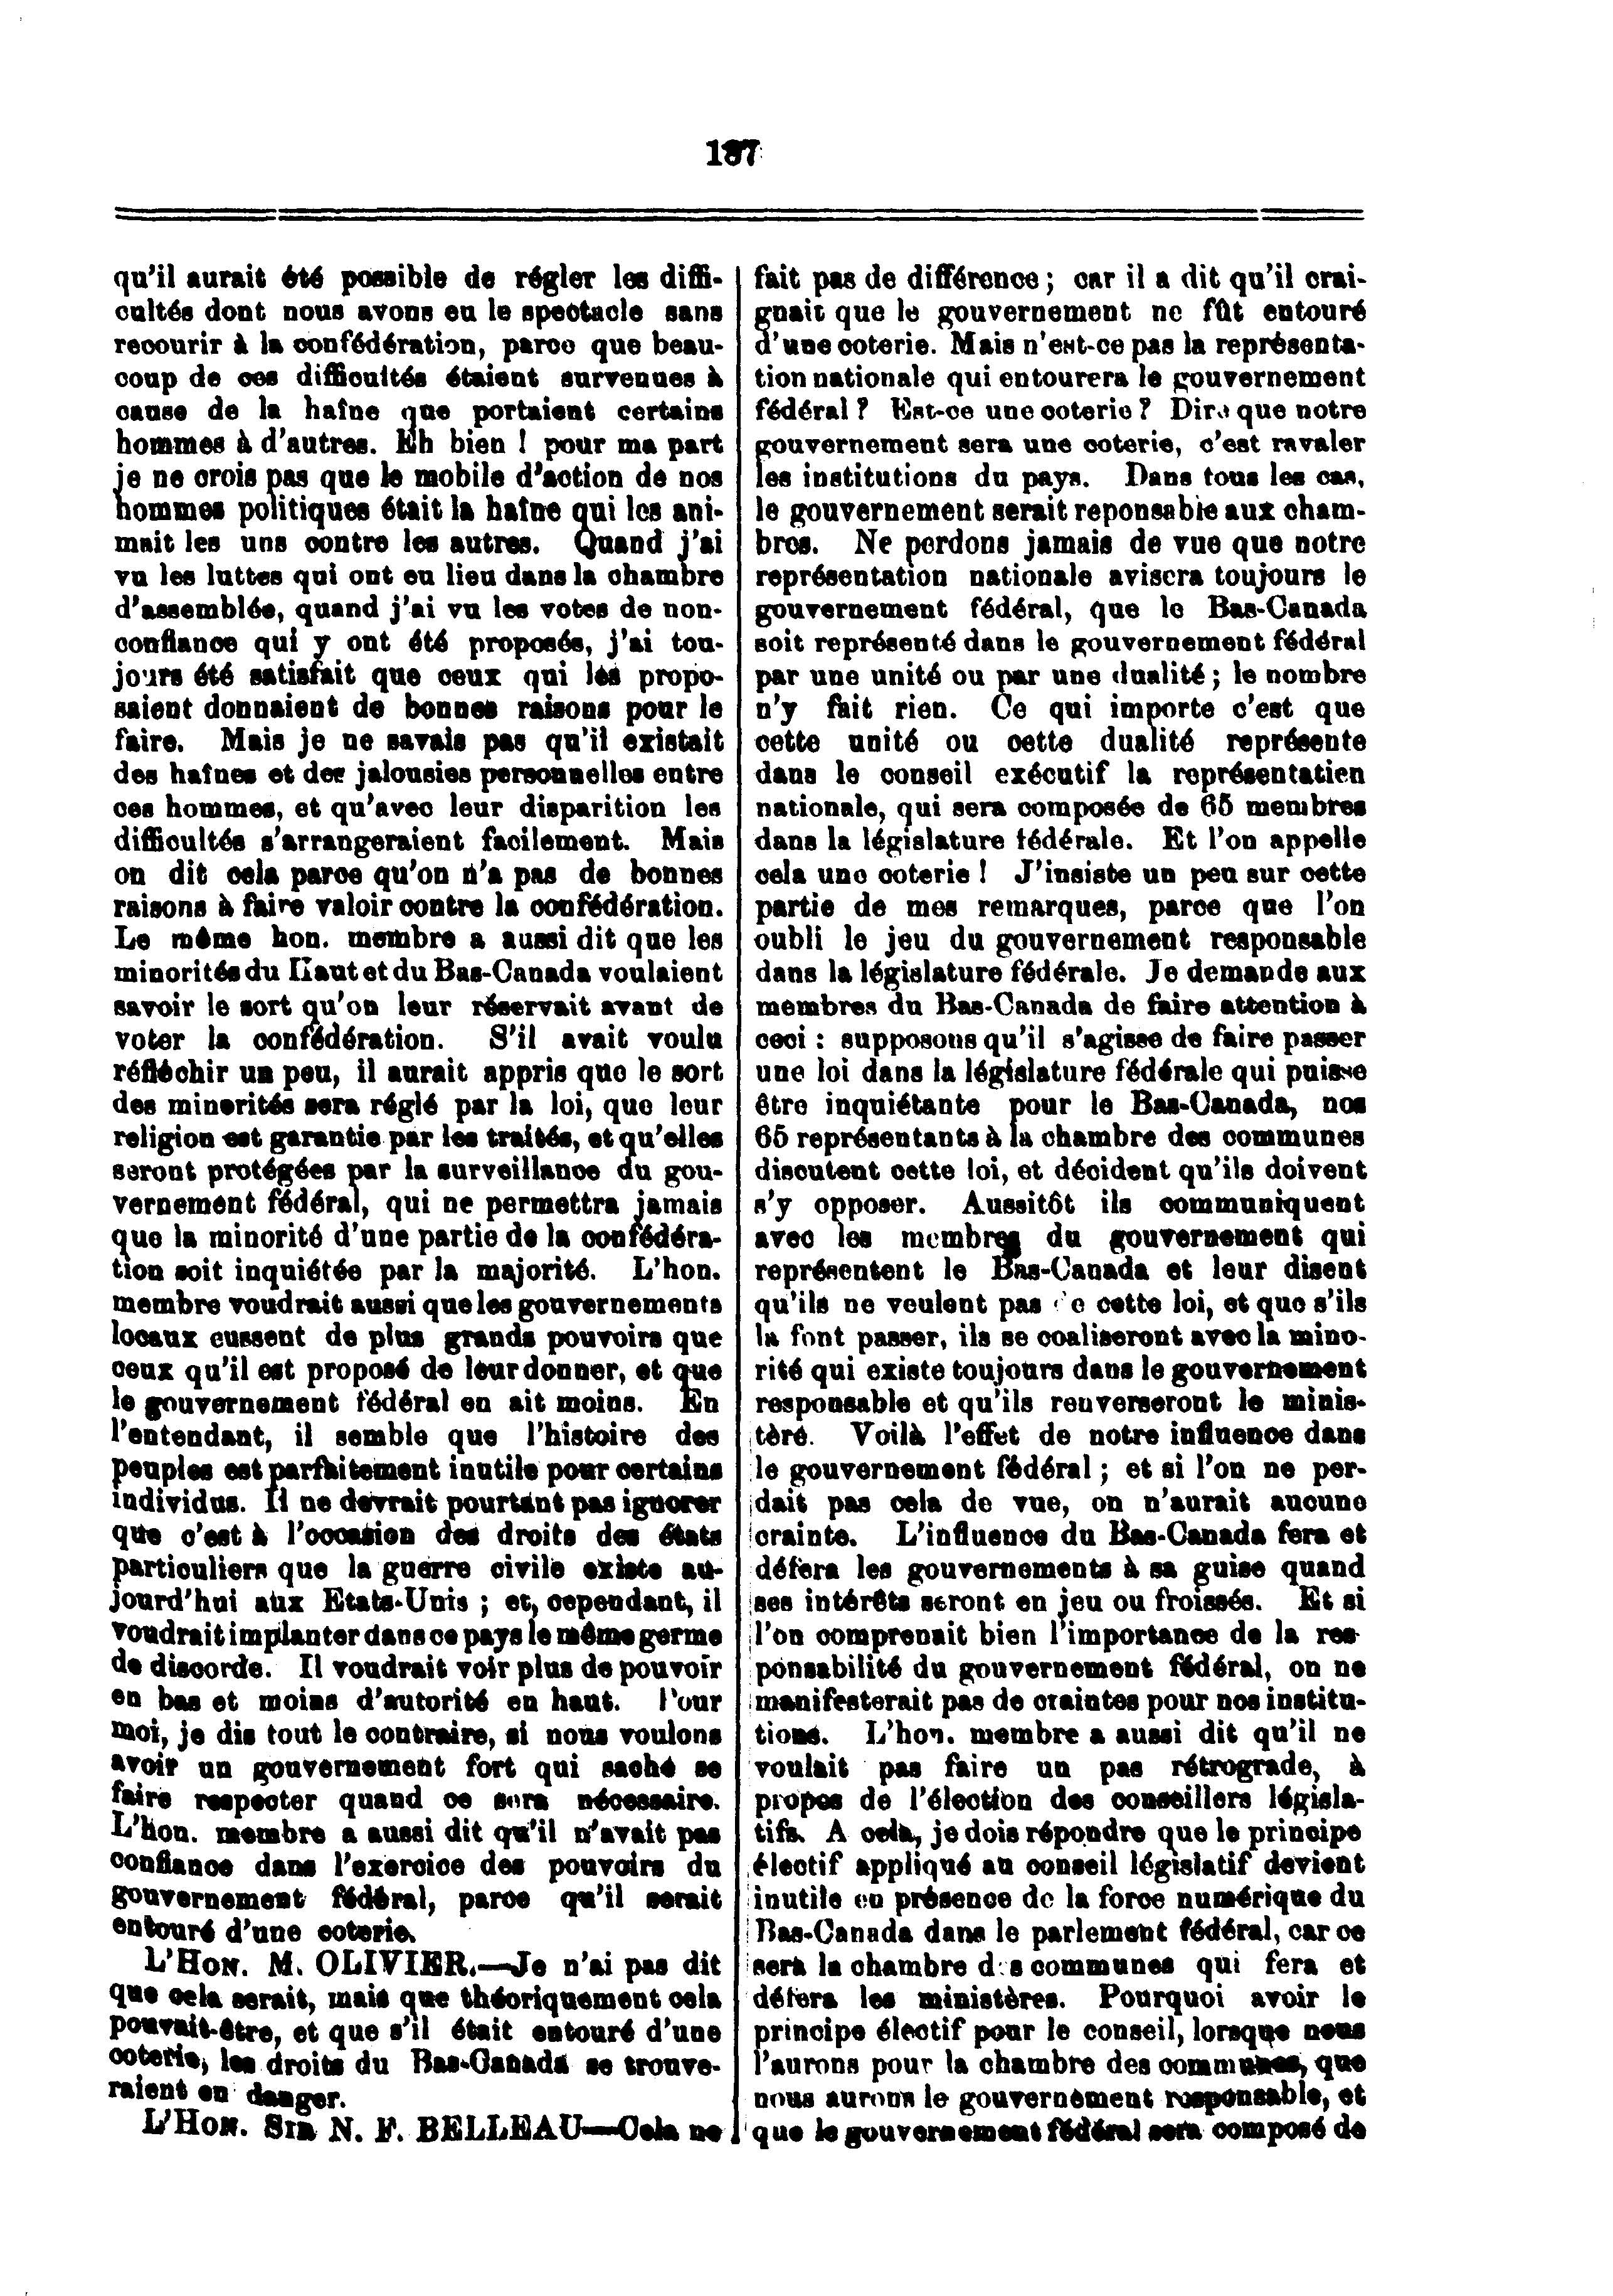 187
qu'il aurait été possible de régler les diffi-
cultés dont nous avons eu le spectacle sans
recourir à la confédération, parce que beau-
coup de ces difficultés étaient survenues à
cause de la haîne que portaient certains
hommes à d'autres. Eh bien ! pour ma part
je ne crois pas que le mobile d'action de nos
hommes politiques était la haîne qui les ani-
mait les uns contre les autres. Quand j'ai
vu les luttes qui ont eu lieu dans la chambre
d'assemblée, quand j'ai vu les votes de non-
confiance qui y ont été proposés, j'ai tou-
jours été satisfait que ceux qui les propo-
saient donnaient de bonnes raisons pour le
faire. Mais je ne savais pas qu'il existait
des haînes et des jalousies personnelles entre
ces hommes, et qu'avec leur disparition les
difficultés s'arrangeraient facilement. Mais
on dit cela parce qu'on n'a pas de bonnes
raisons à faire valoir contre la confédération.
Le même hon. membre a aussi dit que les
minorités du Haut et du Bas-Canada voulaient
savoir le sort qu'on leur réservait avant de
voter la confédération. S'il avait voulu
réfléchir un peu, il aurait appris que le sort
des minorités sera réglé par la loi, que leur
religion est garantie par les traités, et qu'elles
seront protégées par la surveillance du gou-
vernement fédéral, qui ne permettra jamais
que la minorité d'une partie de la confédéra-
tion soit inquiétée par la majorité. L'hon.
membre voudrait aussi que les gouvernements
locaux eussent de plus grands pouvoirs que
ceux qu'il est proposé de leur donner, et que
le gouvernement fédéral en ait moins. En
l'entendant, il semble que l'histoire des
peuples est parfaitement inutile pour certains
individus. Il ne devrait pourtant pas ignorer
que c'est à l'occasion des droits des états
particuliers que la guerre civile existe au-
jourd'hui aux Etats-Unis ; et, cependant, il
voudrait implanter dans ce pays le même germe
de discorde. Il voudrait voir plus de pouvoir
en bas et moins d'autorité en haut. Pour
moi, je dis tout le contraire, si nous voulons
avoir un gouvernement fort qui saché se
faire respecter quand ce sera nécessaire.
L'hon. membre a aussi dit qu'il n'avait pas
confiance dans l'exercice des pouvoirs du
gouvernement fédéral, parce qu'il serait
entouré d'une coterie.
L'HON. M. OLIVIER.—Je n'ai pas dit
que cela serait, mais que théoriquement cela
pouvait-être, et que s'il était entouré d'une
coterie, les droits du Bas-Canada se trouve-
raient en danger.
L'HON. SIR N. F. BELLEAU—Cela ne
fait pas de différence ; car il a dit qu'il crai-
gnait que le gouvernement ne fût entouré
d'une coterie. Mais n'est-ce pas la représenta-
tion nationale qui entourera le gouvernement
fédéral ? Est-ce une coterie ? Dire que notre
gouvernement sera une coterie, c'est ravaler
les institutions du pays. Dans tous les cas,
le gouvernement serait reponsable aux cham-
bres. Ne perdons jamais de vue que notre
représentation nationale avisera toujours le
gouvernement fédéral, que le Bas-Canada
soit représenté dans le gouvernement fédéral
par une unité ou par une dualité ; le nombre
n'y fait rien. Ce qui importe c'est que
cette unité ou cette dualité représente
dans le conseil exécutif la représentatien
nationale, qui sera composée de 65 membres
dans la législature fédérale. Et l'on appelle
cela une coterie ! J'insiste un peu sur cette
partie de mes remarques, parce que l'on
oubli le jeu du gouvernement responsable
dans la législature fédérale. Je demande aux
membres du Bas-Canada de faire attention à
ceci : supposons qu'il s'agisse de faire passer
une loi dans la législature fédérale qui puisse
être inquiétante pour le Bas-Canada, nos
65 représentants à la chambre des communes
discutent cette loi, et décident qu'ils doivent
s'y opposer. Aussitôt ils communiquent
avec les membres du gouvernement qui
représentent le Bas-Canada et leur disent
qu'ils ne veulent pas de cette loi, et que s'ils
la font passer, ils se coaliseront avec la mino-
rité qui existe toujours dans le gouvernement
responsable et qu'ils renverseront le minis-
tère. Voilà l'effet de notre influence dans
le gouvernement fédéral ; et si l'on ne per-
dait pas cela de vue, on n'aurait aucune
crainte. L'influence du Bas-Canada fera et
défera les gouvernements à sa guise quand
ses intérêts seront en jeu ou froissés. Et si
l'on comprenait bien l'importance de la res-
ponsabilité du gouvernement fédéral, on ne
manifesterait pas de craintes pour nos institu-
tions. L'hon. membre a aussi dit qu'il ne
voulait pas faire un pas rétrograde, à
propos de l'élection des conseillers législa-
tifs. A cela, je dois répondre que le principe
électif appliqué au conseil législatif devient
inutile en présence de la force numérique du
Bas-Canada dans le parlement fédéral, car ce
sera la chambre des communes qui fera et
défera les ministères. Pourquoi avoir le
principe électif pour le conseil, lorsque nous
l'aurons pour la chambre des communes, que
nous aurons le gouvernement responsable, et
que le gouvernement fédéral sera composé de